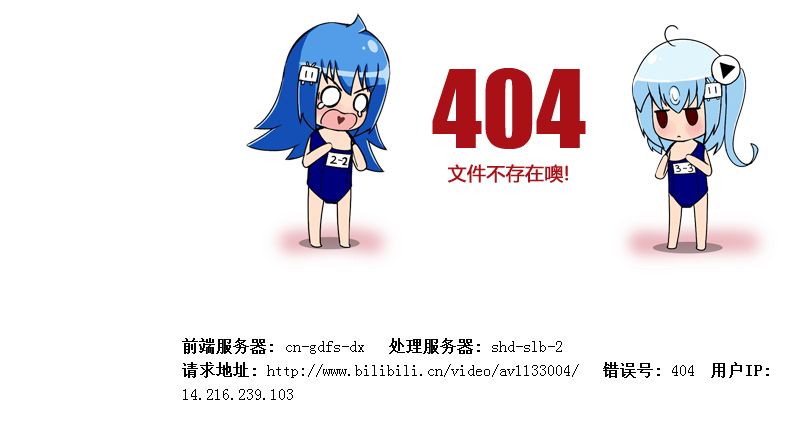 404
文件不存在噢!
2-2
3-3
前端服务器: cn-gdfs-dx 处理服务器: shd-slb-2
请求地址: http://www.bilibili.cn/video/av1133004/ 错误号: 404 用户IP:
14.216.239.103